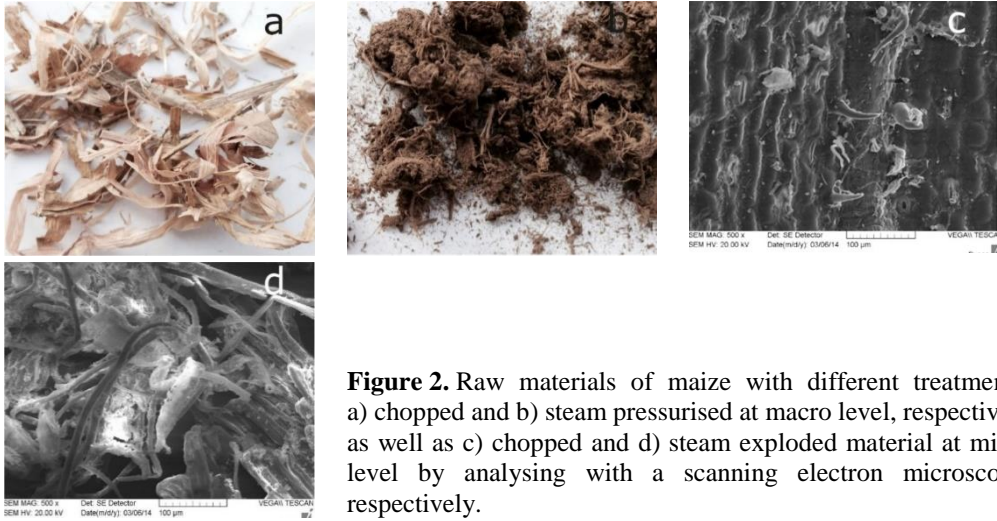 a
b
c
SEM MAG: 500 x Det: SE Detector
SEM HV: 20.00 kV Date(m/d/y): 03/06/14 100 µm VEGA\\ TESCA
d
SEM MAG: 500 x Det: SE Detector
SEM HV: 20.00 kV Date(m/d/y): 03/06/14 100 µm VEGA\\ TESCAN
Figure 2. Raw materials of maize with different treatmen
a) chopped and b) steam pressurised at macro level, respectiv
as well as c) chopped and d) steam exploded material at mi
level by analysing with a scanning electron microsco
respectively.